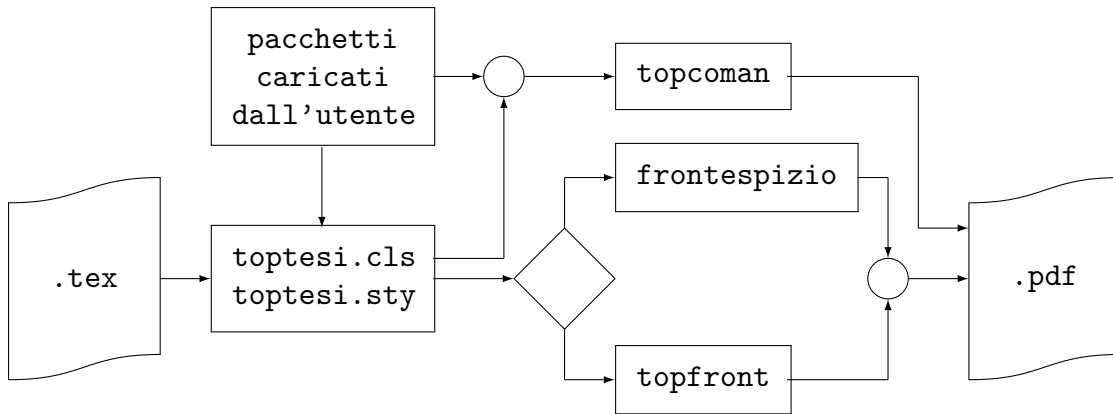 pacchetti
caricati
dall'utente
topcoman
frontespizio
.tex
toptesi.cls
toptesi.sty
.pdf
topfront